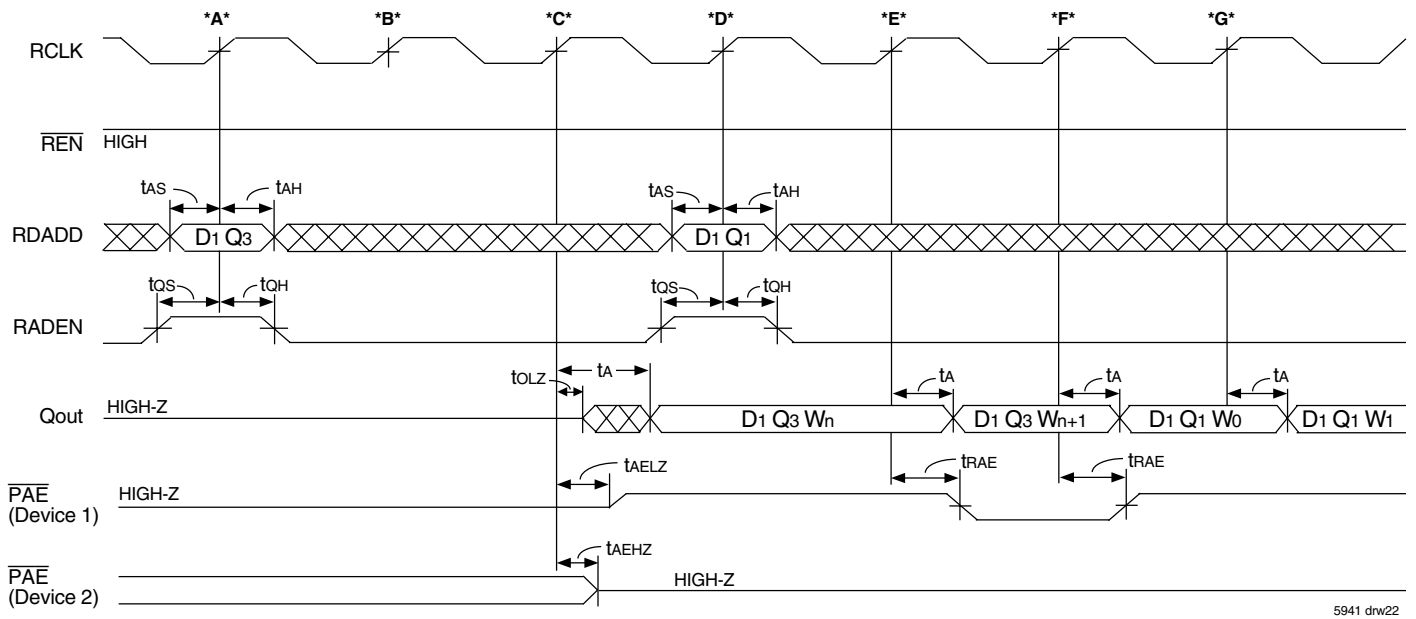 *A* *B* *C* *D* *E* *F* *G*
RCLK
REN HIGH
tAS tAH tAS tAH
RDADD D1 Q3 D1 Q1
tQS tQH tQS tQH
RADEN
tOLZ tA tA tA tA
Qout HIGH-Z D1 Q3 Wn D1 Q3 Wn+1 D1 Q1 W0 D1 Q1 W1
tAELZ tRAE tRAE
PAE HIGH-Z
(Device 1)
tAEHZ
PAE HIGH-Z
(Device 2)
5941 drw22